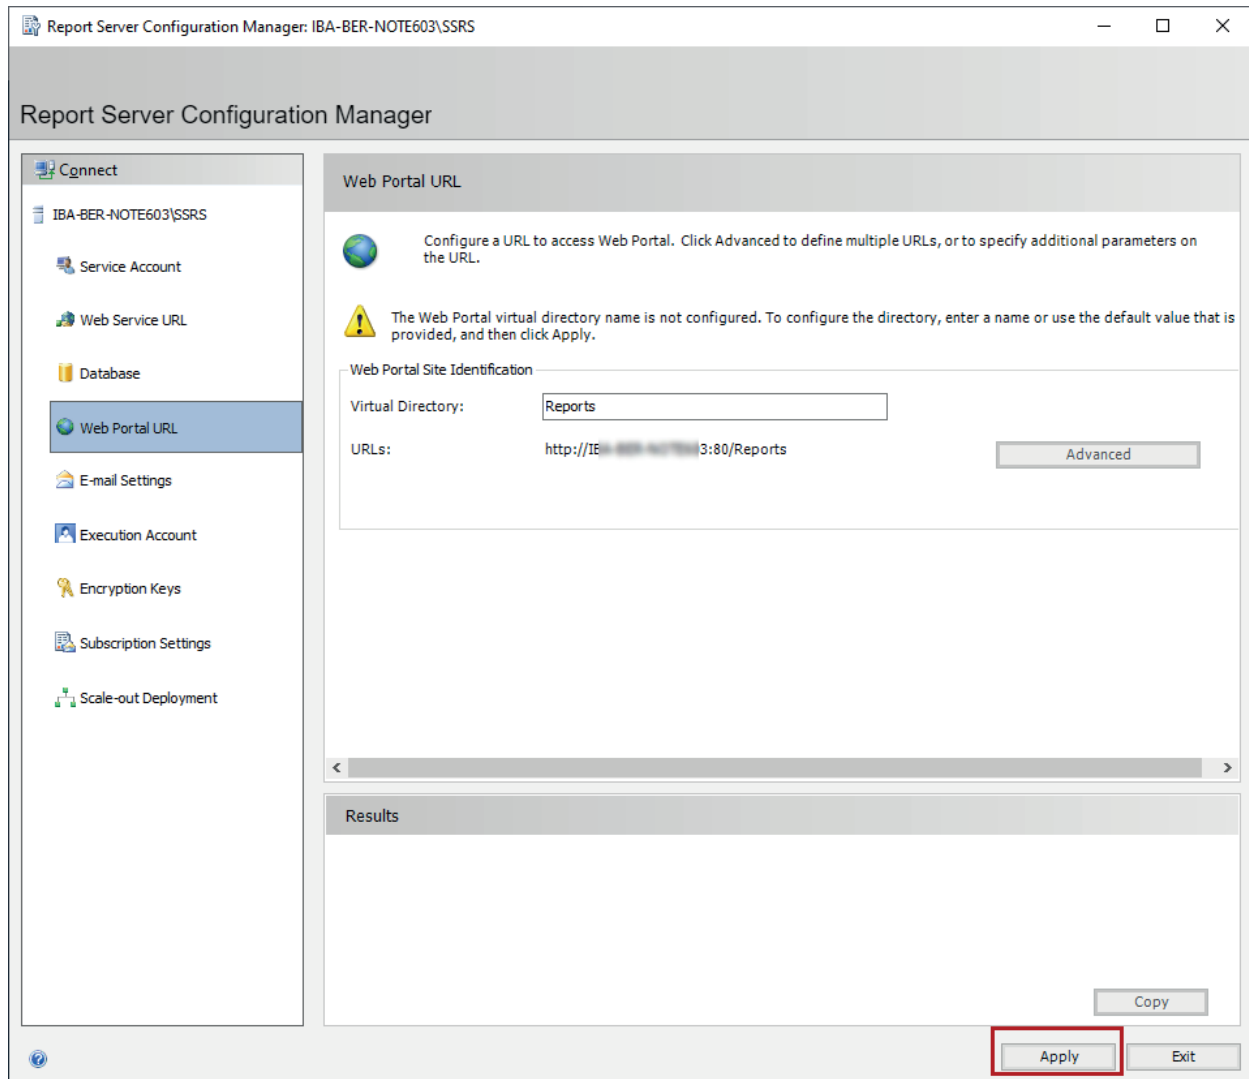 Report Server Configuration Manager: IBA-BER-NOTE603\SSRS
Report Server Configuration Manager
Connect
IBA-BER-NOTE603\SSRS
Service Account
Web Service URL
Database
Web Portal URL
E-mail Settings
Execution Account
Encryption Keys
Subscription Settings
Scale-out Deployment
Web Portal URL
Configure a URL to access Web Portal. Click Advanced to define multiple URLs, or to specify additional parameters on
the URL.
The Web Portal virtual directory name is not configured. To configure the directory, enter a name or use the default value that is
provided, and then click Apply.
Web Portal Site Identification
Virtual Directory:
Reports
URLs:
http://IB 3:80/Reports
Advanced
Results
Copy
Apply
Exit